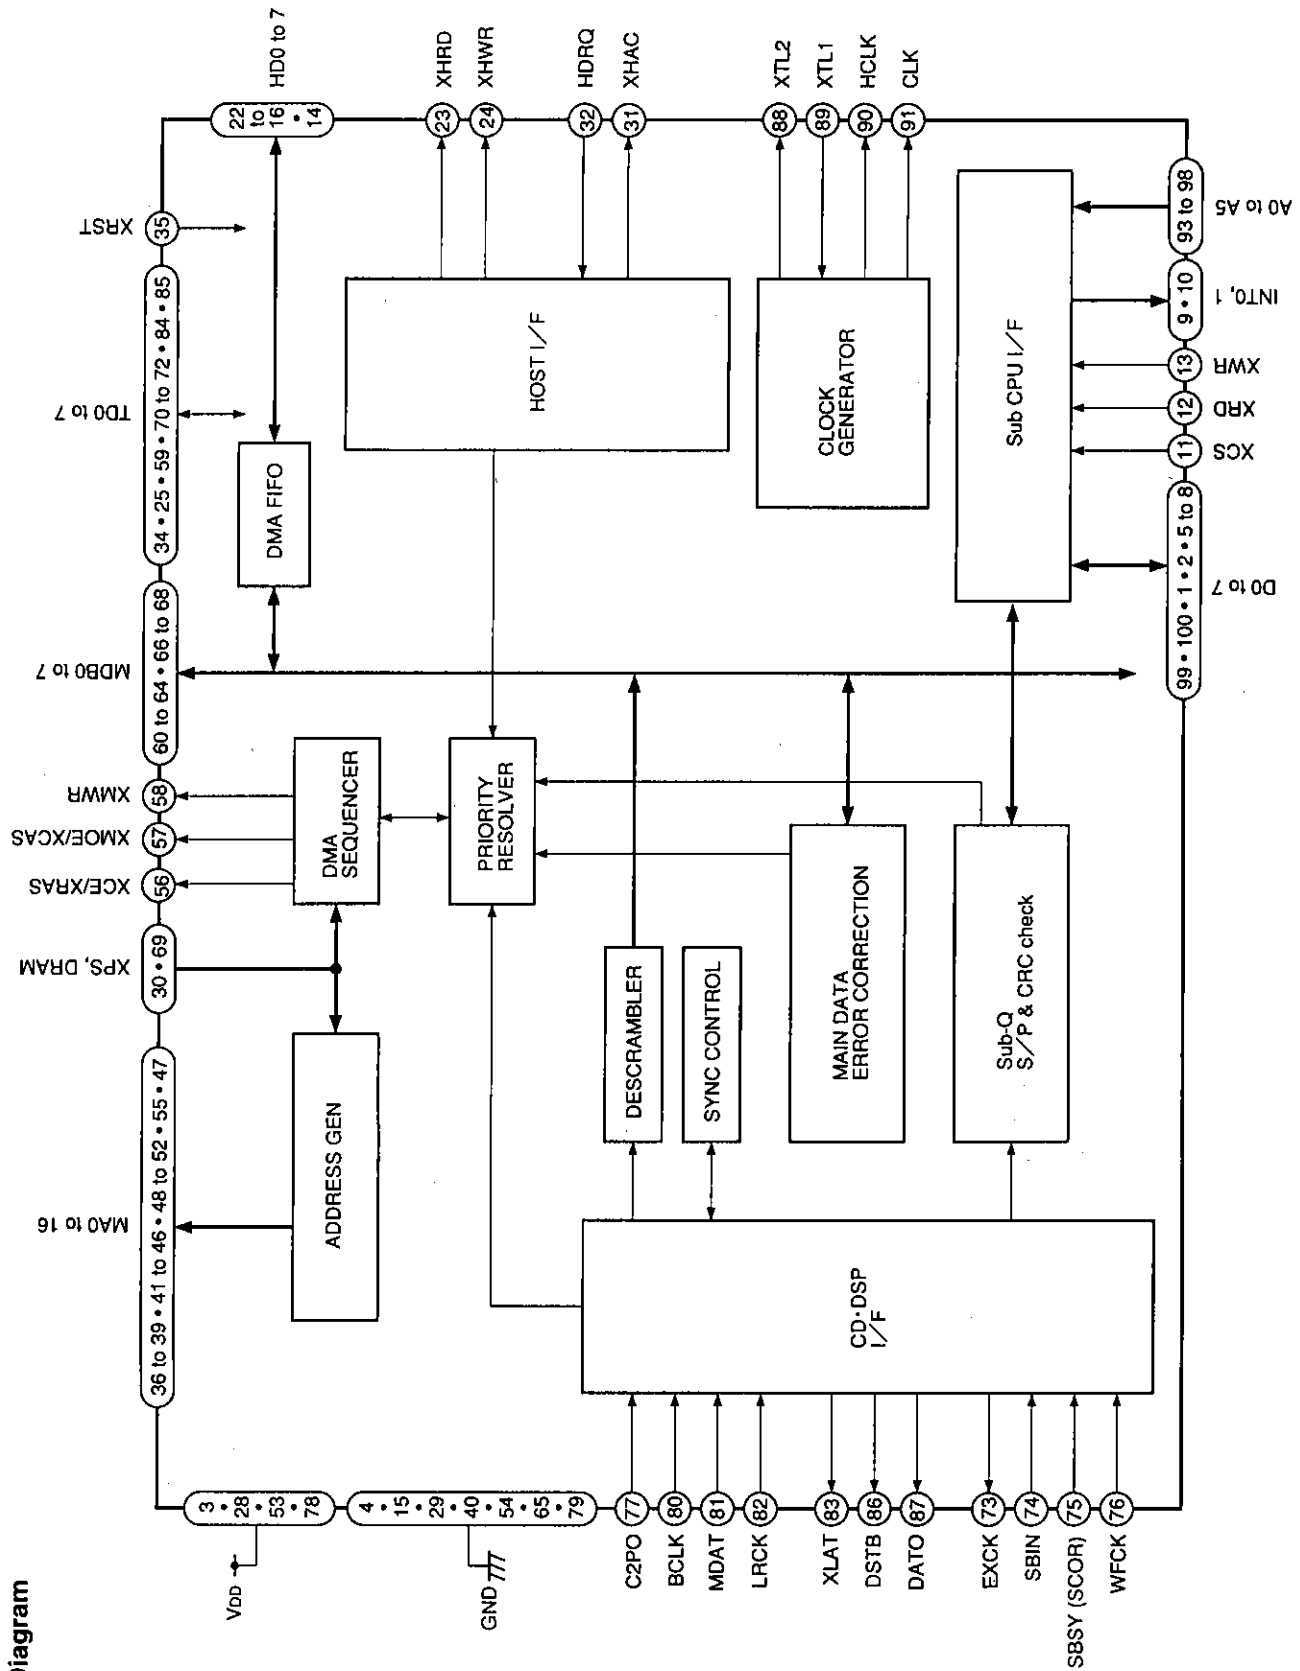 iagram
VDD
3 • 28 • 53 • 78
GND
4 • 15 • 29 • 40 • 54 • 65 • 79
C2PO 77
BCLK 80
MDAT 81
LRCK 82
XLAT 83
DSTB 86
DATO 87
EXCK 73
SBIN 74
SBSY (SCOR) 75
WFCK 76
MA0 to 16
36 to 39 • 41 to 46 • 48 to 52 • 55 • 47
XPS, DRAM
30 • 69
XCE/XRAS
56
XMOE/XCAS
57
XMWR
58
MDB0 to 7
60 to 64 • 66 to 68
TD0 to 7
34 • 25 • 59 • 70 to 72 • 84 • 85
XRST
35
ADDRESS GEN
DMA
SEQUENCER
PRIORITY
RESOLVER
DMA FIFO
HOST I/F
CLOCK
GENERATOR
Sub CPU I/F
DESCRAMBLER
SYNC CONTROL
MAIN DATA
ERROR CORRECTION
Sub-Q
S/P & CRC check
CD·DSP
I/F
22
to
16
• 14
HD0 to 7
23 XHRD
24 XHWR
32 HDRQ
31 XHAC
88 XTL2
89 XTL1
90 HCLK
91 CLK
99 • 100 • 1 • 2 • 5 to 8
D0 to 7
11
XCS
12
XRD
13
XWR
9 • 10
INT0, 1
93 to 98
A0 to A5